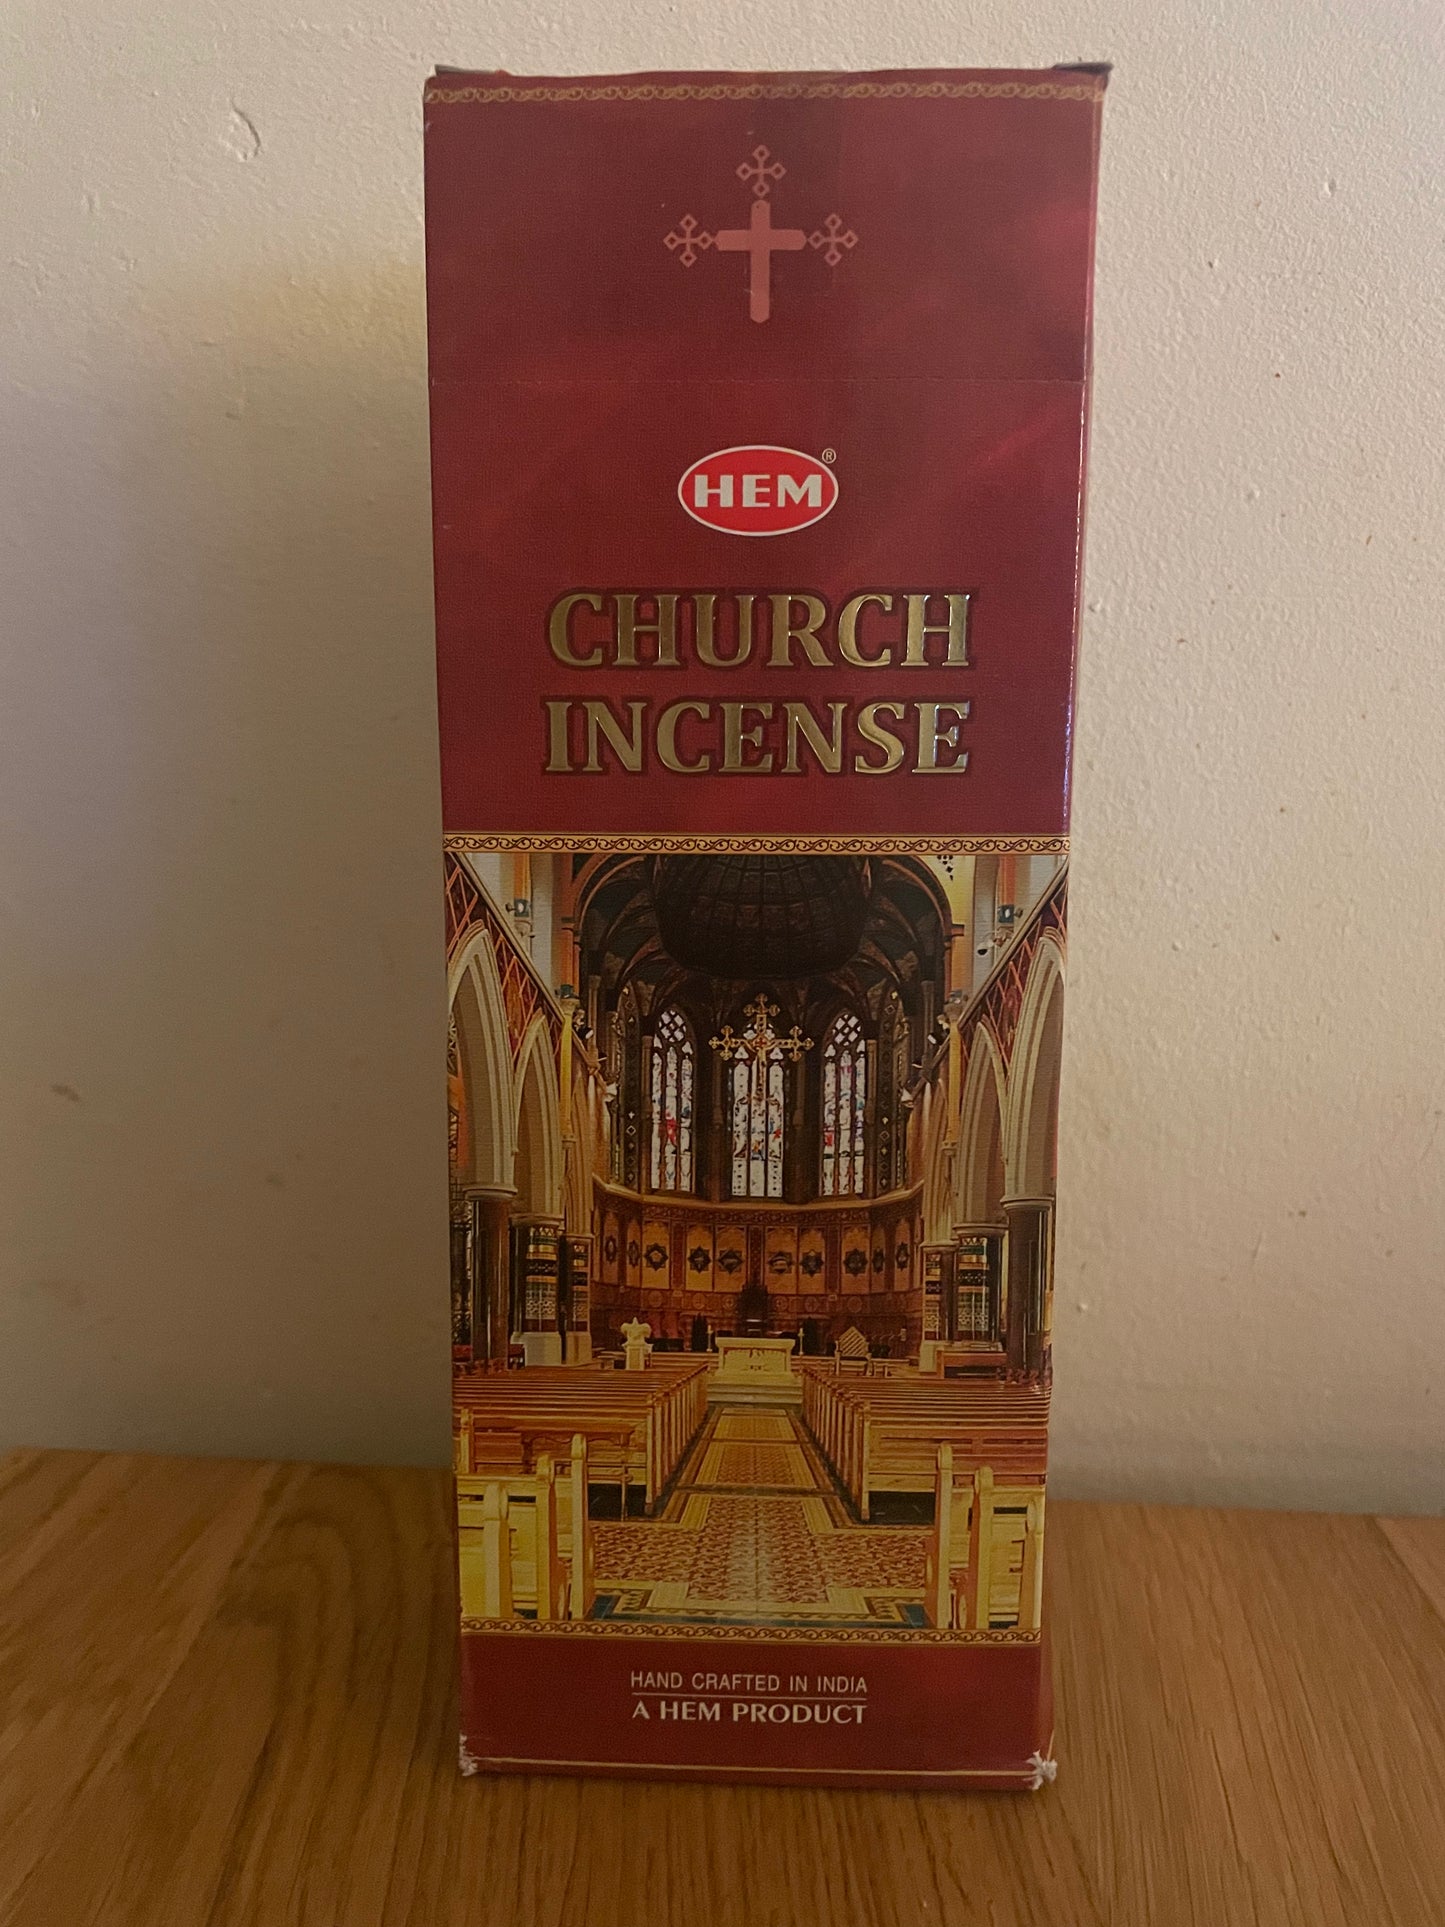 HEM®
CHURCH
INCENSE
HAND CRAFTED IN INDIA
A HEM PRODUCT